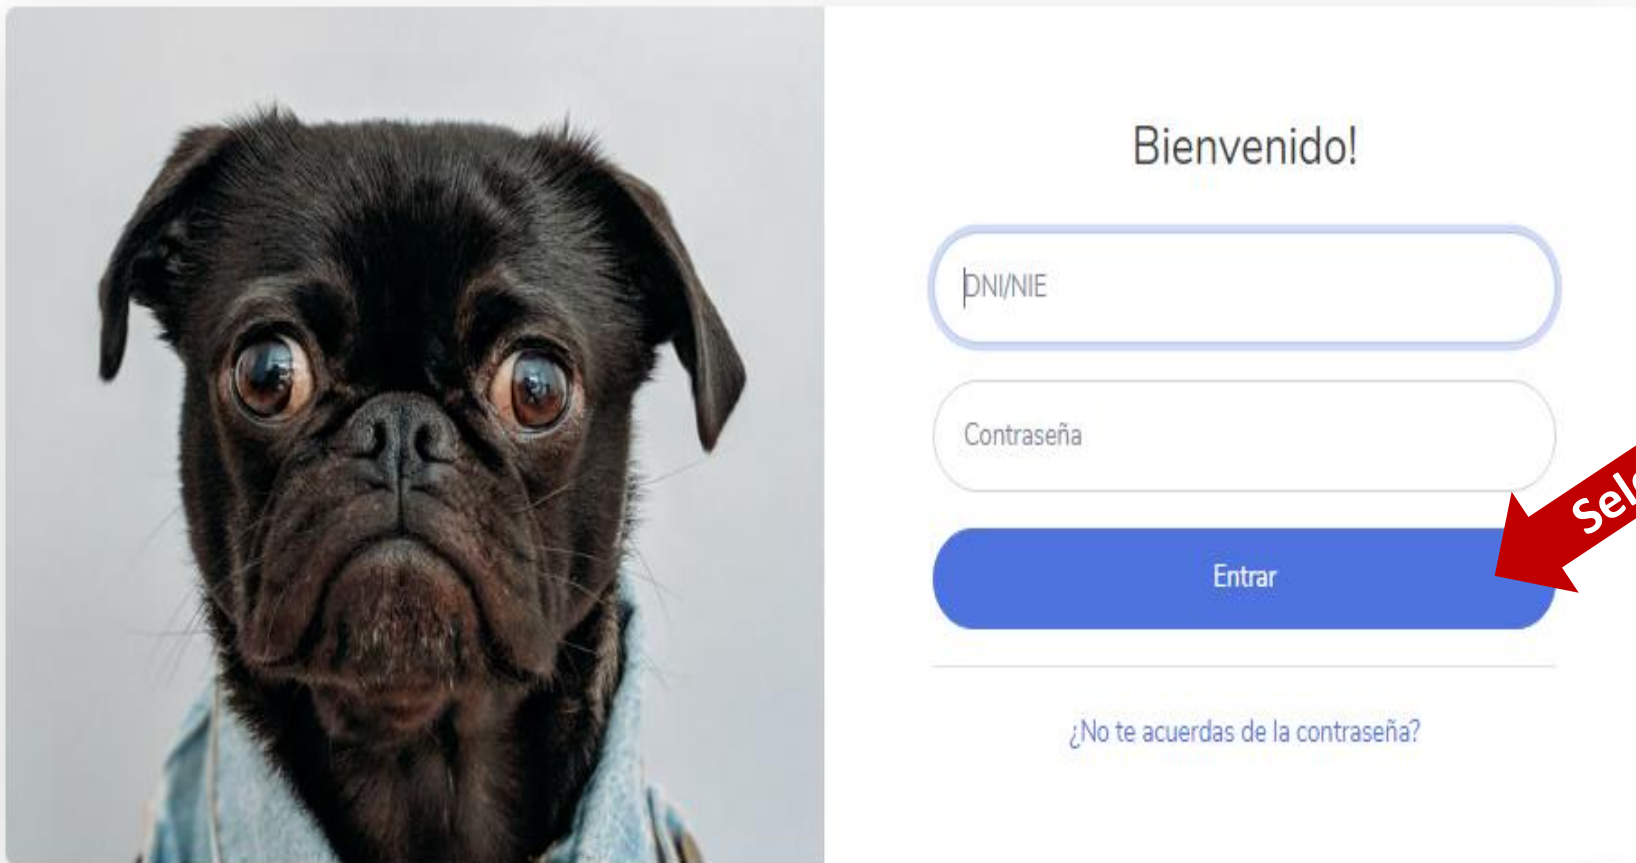 Bienvenido!
DNI/NIE
Contraseña
Entrar
¿No te acuerdas de la contraseña?